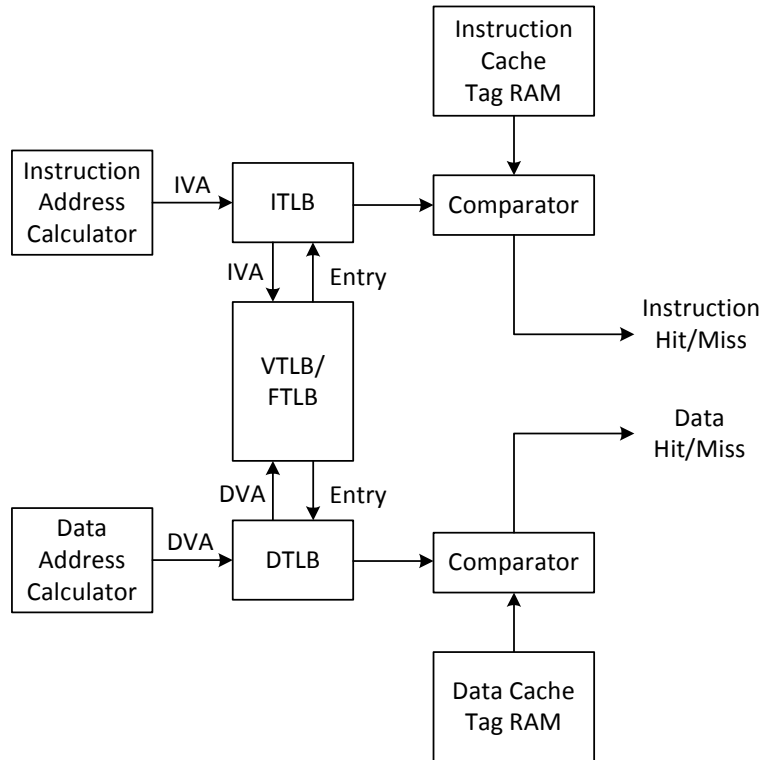 Instruction
Cache
Tag RAM
Instruction
Address
Calculator
IVA
ITLB
Comparator
IVA
Entry
VTLB/
FTLB
Instruction
Hit/Miss
Data
Hit/Miss
DVA
Entry
Data
Address
Calculator
DVA
DTLB
Comparator
Data Cache
Tag RAM